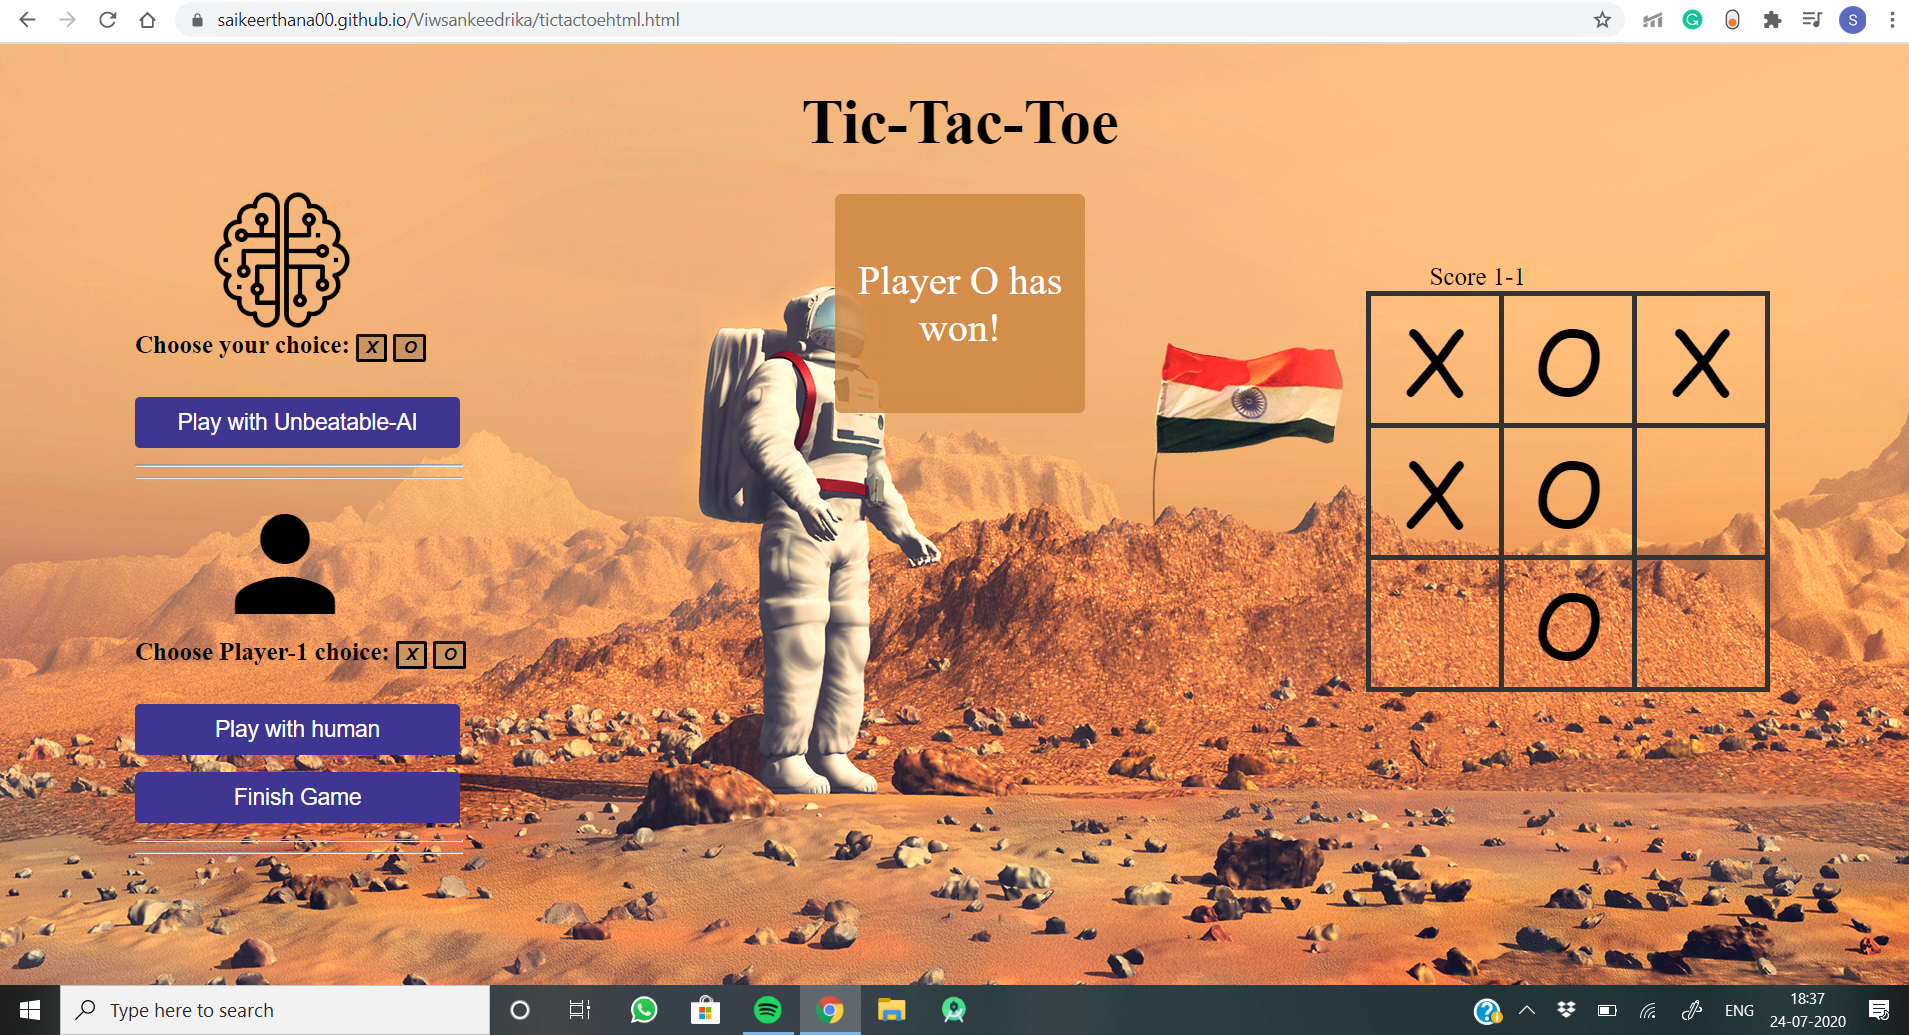 saikeerthana00.github.io/Viwsankeedrika/tictactoehtml.html
S
Tic-Tac-Toe
Player O has
won!
Score 1-1
Choose your choice: X O
Play with Unbeatable-AI
Choose Player-1 choice: X O
Play with human
Finish Game
X O X
X O
O
Type here to search
ENG
18:37
24-07-2020